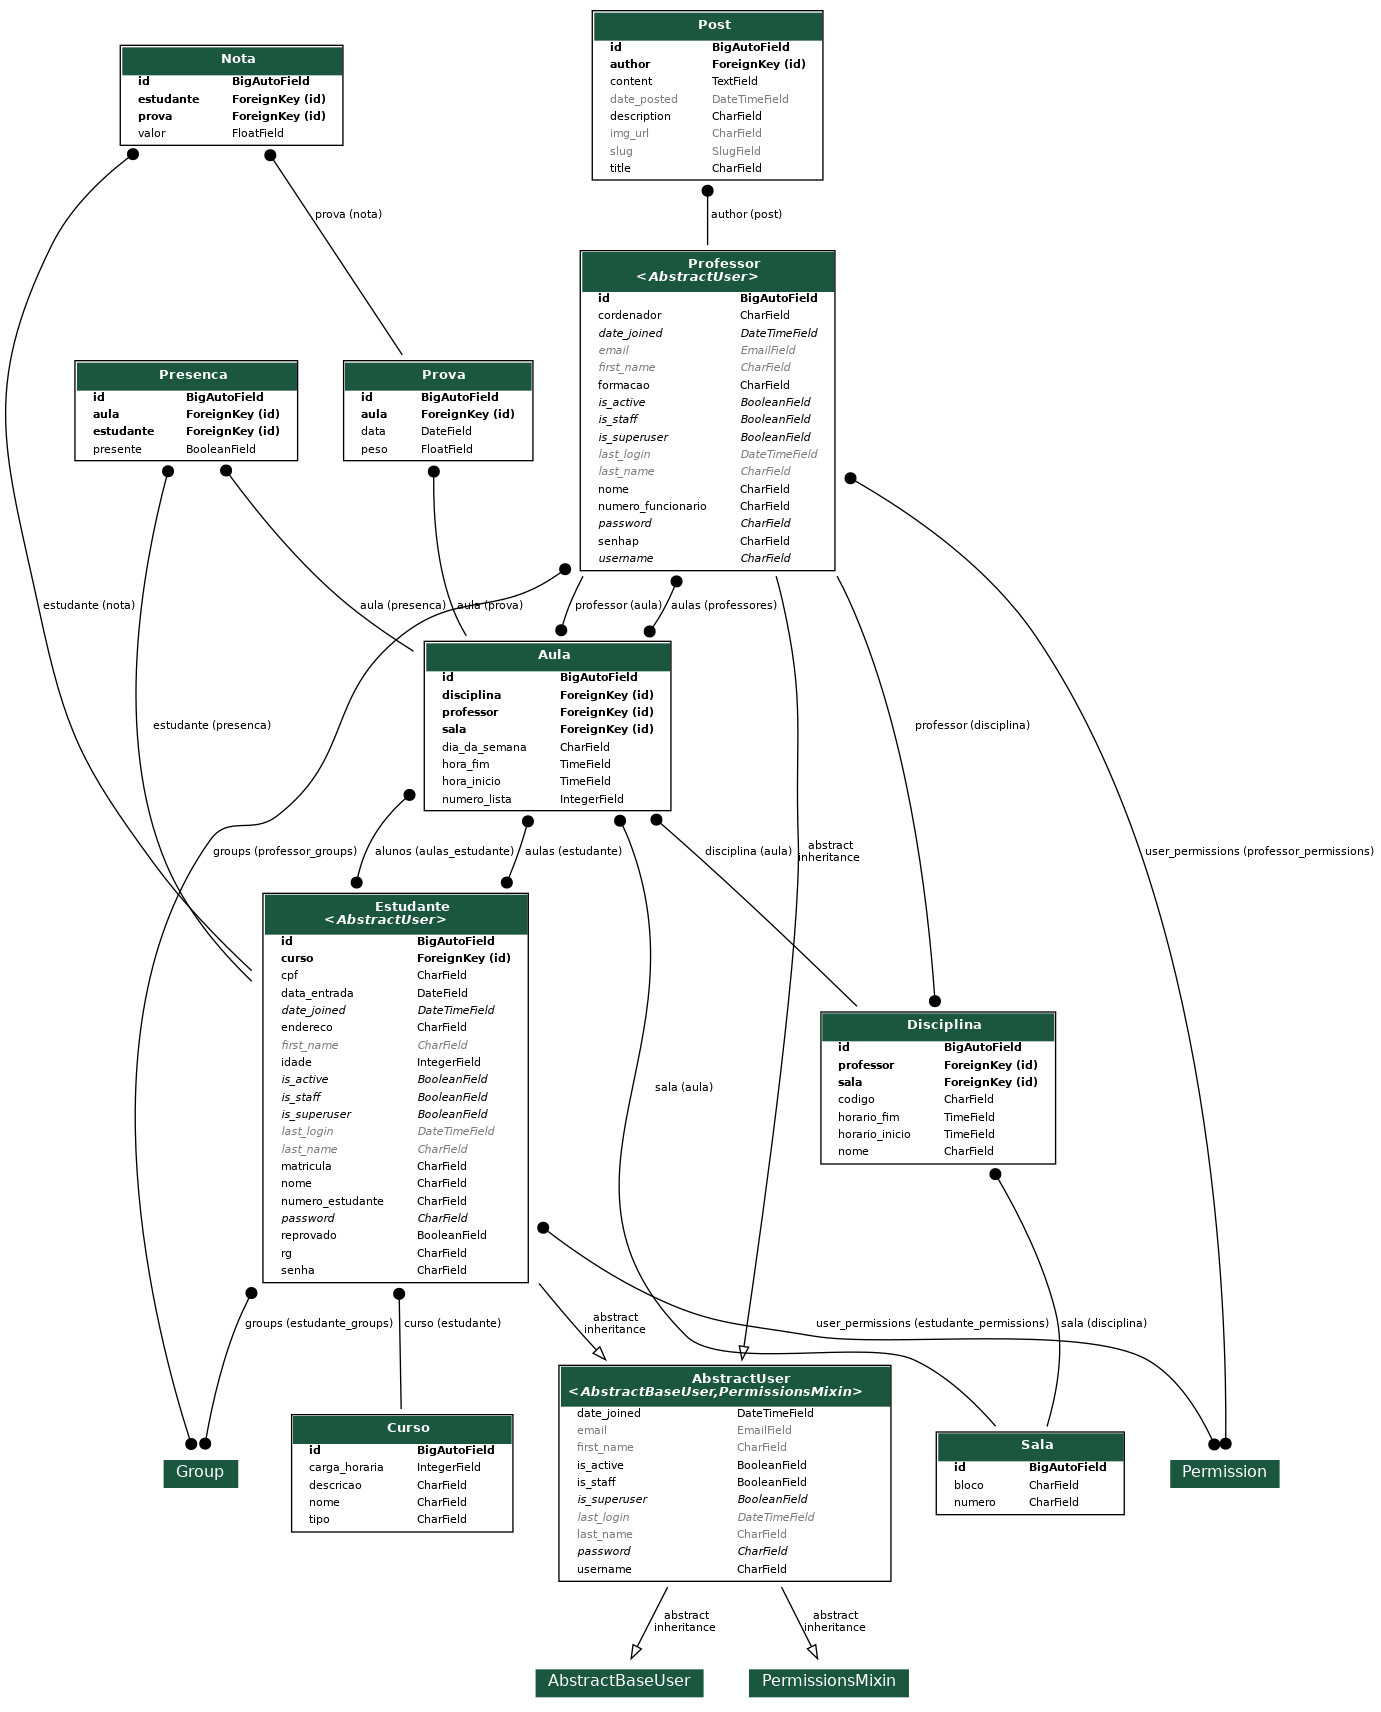 Post
id BigAutoField
author ForeignKey (id)
content TextField
date_posted DateTimeField
description CharField
img_url CharField
slug SlugField
title CharField
Nota
id BigAutoField
estudante ForeignKey (id)
prova ForeignKey (id)
valor FloatField
prova (nota)
author (post)
Professor
<AbstractUser>
id BigAutoField
cordenador CharField
date_joined DateTimeField
email EmailField
first_name CharField
formacao CharField
is_active BooleanField
is_staff BooleanField
is_superuser BooleanField
last_login DateTimeField
last_name CharField
nome CharField
numero_funcionario CharField
password CharField
senhap CharField
username CharField
Presenca
id BigAutoField
aula ForeignKey (id)
estudante ForeignKey (id)
presente BooleanField
Prova
id BigAutoField
aula ForeignKey (id)
data DateField
peso FloatField
estudante (nota)
aula (presenca)
aula (prova)
professor (aula)
aulas (professores)
Aula
id BigAutoField
disciplina ForeignKey (id)
professor ForeignKey (id)
sala ForeignKey (id)
dia_da_semana CharField
hora_fim TimeField
hora_inicio TimeField
numero_lista IntegerField
estudante (presenca)
professor (disciplina)
groups (professor_groups)
alunos (aulas_estudante)
aulas (estudante)
disciplina (aula)
abstract
inheritance
user_permissions (professor_permissions)
Estudante
<AbstractUser>
id BigAutoField
curso ForeignKey (id)
cpf CharField
data_entrada DateField
date_joined DateTimeField
endereco CharField
first_name CharField
idade IntegerField
is_active BooleanField
is_staff BooleanField
is_superuser BooleanField
last_login DateTimeField
last_name CharField
matricula CharField
nome CharField
numero_estudante CharField
password CharField
reprovado BooleanField
rg CharField
senha CharField
sala (aula)
Disciplina
id BigAutoField
professor ForeignKey (id)
sala ForeignKey (id)
codigo CharField
horario_fim TimeField
horario_inicio TimeField
nome CharField
groups (estudante_groups)
curso (estudante)
abstract
inheritance
user_permissions (estudante_permissions)
sala (disciplina)
Group
Curso
id BigAutoField
carga_horaria IntegerField
descricao CharField
nome CharField
tipo CharField
AbstractUser
<AbstractBaseUser,PermissionsMixin>
date_joined DateTimeField
email EmailField
first_name CharField
is_active BooleanField
is_staff BooleanField
is_superuser BooleanField
last_login DateTimeField
last_name CharField
password CharField
username CharField
Sala
id BigAutoField
bloco CharField
numero CharField
Permission
abstract
inheritance
abstract
inheritance
AbstractBaseUser
PermissionsMixin